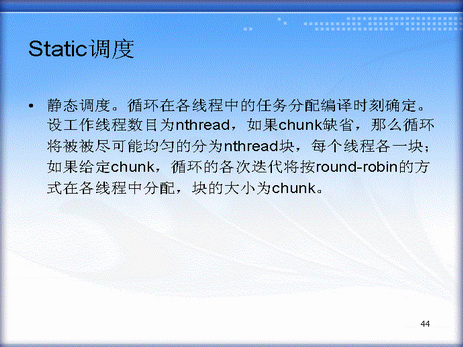 Static调度
• 静态调度。循环在各线程中的任务分配编译时刻确定。
设工作线程数目为nthread，如果chunk缺省，那么循环
将被被尽可能均匀的分为nthread块，每个线程各一块；
如果给定chunk，循环的各次迭代将按round-robin的方
式在各线程中分配，块的大小为chunk。
44